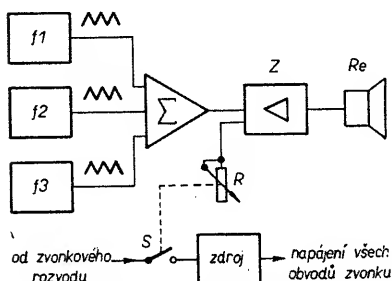 f1
f2
f3
Σ
Z
Re
R
S
od zvonkového
rozvodu
zdroj
napájení všech
obvodů zvonku